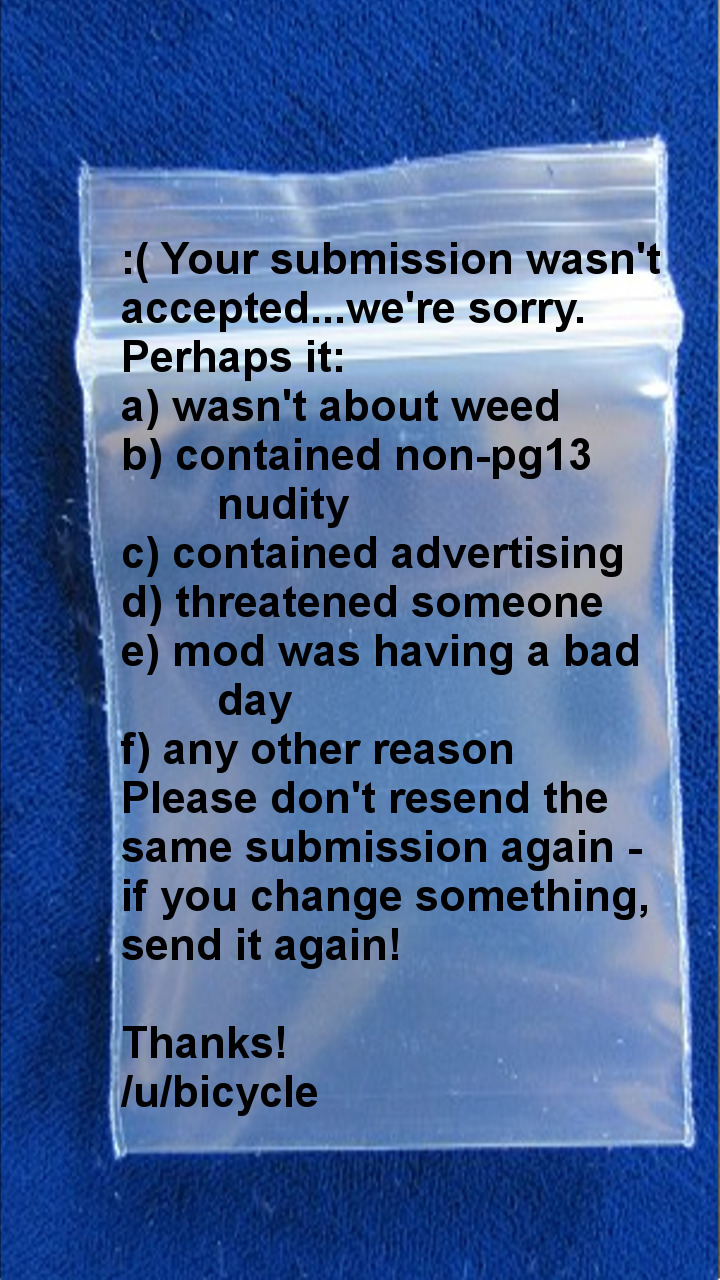 :( Your submission wasn't
accepted...we're sorry.
Perhaps it:
a) wasn't about weed
b) contained non-pg13
nudity
c) contained advertising
d) threatened someone
e) mod was having a bad
day
f) any other reason
Please don't resend the
same submission again -
if you change something,
send it again!
Thanks!
/u/bicycle